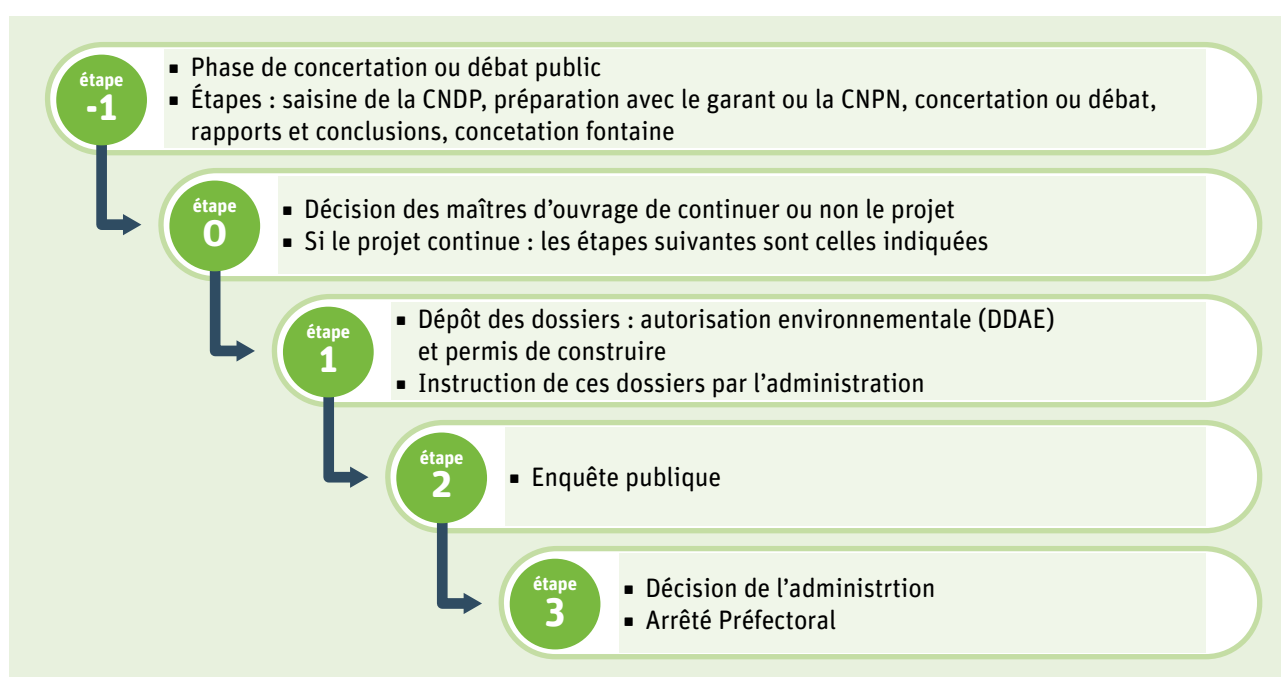 étape
-1
▪ Phase de concertation ou débat public
▪ Étapes : saisine de la CNDP, préparation avec le garant ou la CNPN, concertation ou débat,
rapports et conclusions, concetation fontaine
étape
0
▪ Décision des maîtres d’ouvrage de continuer ou non le projet
▪ Si le projet continue : les étapes suivantes sont celles indiquées
étape
1
▪ Dépôt des dossiers : autorisation environnementale (DDAE)
et permis de construire
▪ Instruction de ces dossiers par l’administration
étape
2
▪ Enquête publique
étape
3
▪ Décision de l’administrtion
▪ Arrêté Préfectoral